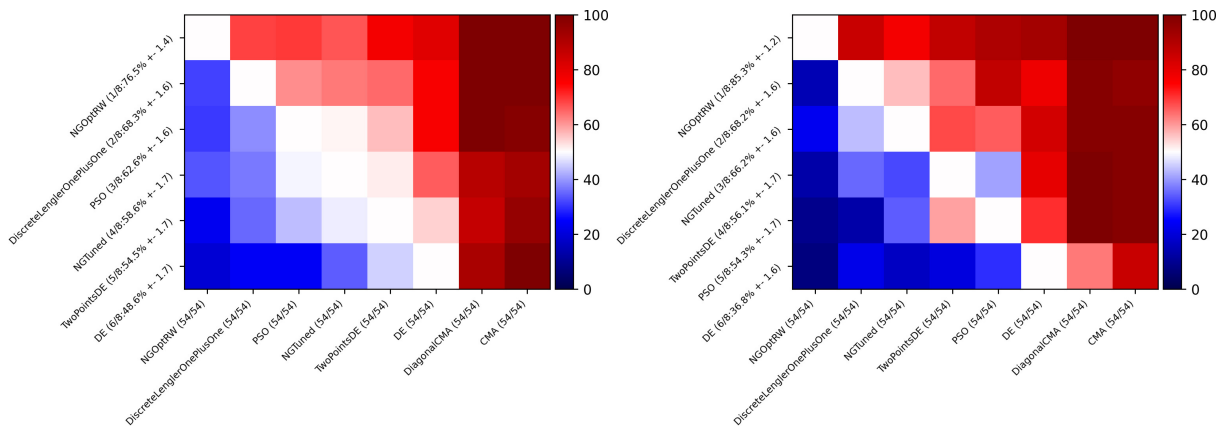 NGOptRW (1/8:76.5% +- 1.4)
DiscreteLenglerOnePlusOne (2/8:68.3% +- 1.6)
PSO (3/8:62.6% +- 1.6)
NGTuned (4/8:58.6% +- 1.7)
TwoPointsDE (5/8:54.5% +- 1.7)
DE (6/8:48.6% +- 1.7)
NGOptRW (54/54)
DiscreteLenglerOnePlusOne (54/54)
PSO (54/54)
NGTuned (54/54)
TwoPointsDE (54/54)
DE (54/54)
DiagonalCMA (54/54)
CMA (54/54)
100
80
60
40
20
0
NGOptRW (1/8:85.3% +- 1.2)
DiscreteLenglerOnePlusOne (2/8:68.2% +- 1.6)
NGTuned (3/8:66.2% +- 1.6)
TwoPointsDE (4/8:56.1% +- 1.7)
PSO (5/8:54.3% +- 1.7)
DE (6/8:36.8% +- 1.6)
NGOptRW (54/54)
DiscreteLenglerOnePlusOne (54/54)
NGTuned (54/54)
TwoPointsDE (54/54)
PSO (54/54)
DE (54/54)
DiagonalCMA (54/54)
CMA (54/54)
100
80
60
40
20
0